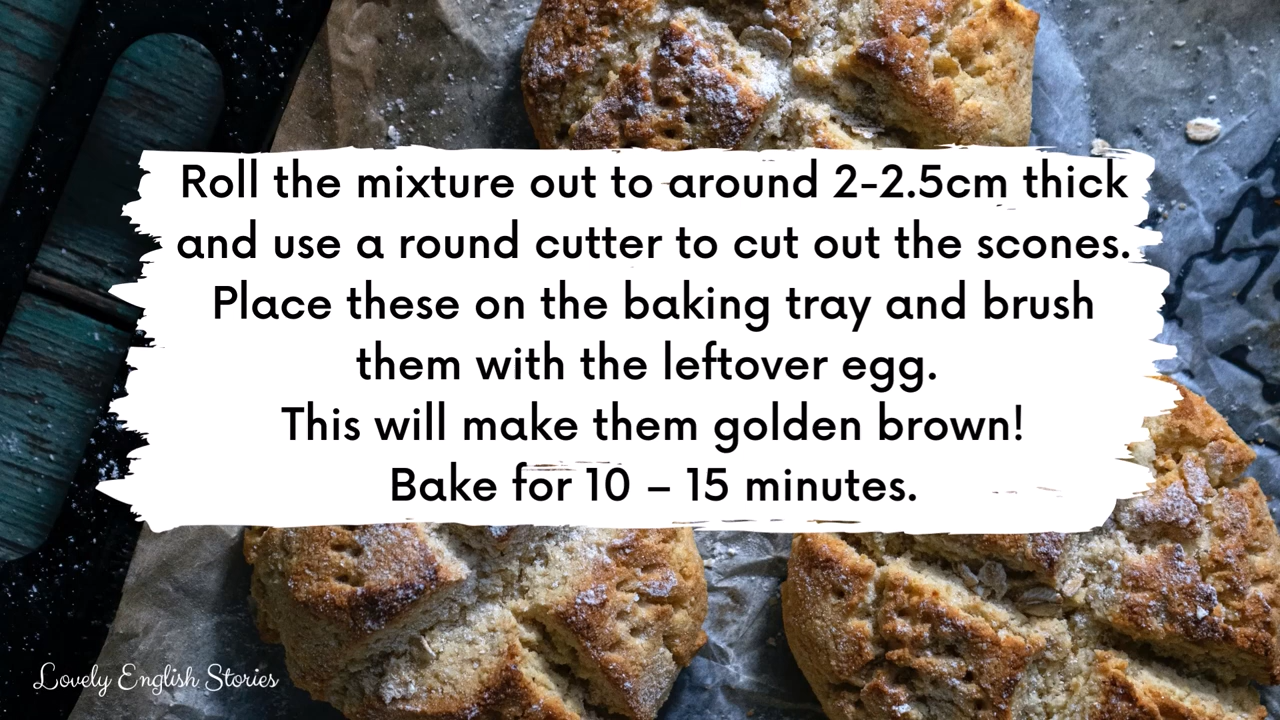 Roll the mixture out to around 2-2.5cm thick
and use a round cutter to cut out the scones.
Place these on the baking tray and brush
them with the leftover egg.
This will make them golden brown!
Bake for 10 – 15 minutes.
Lovely English Stories